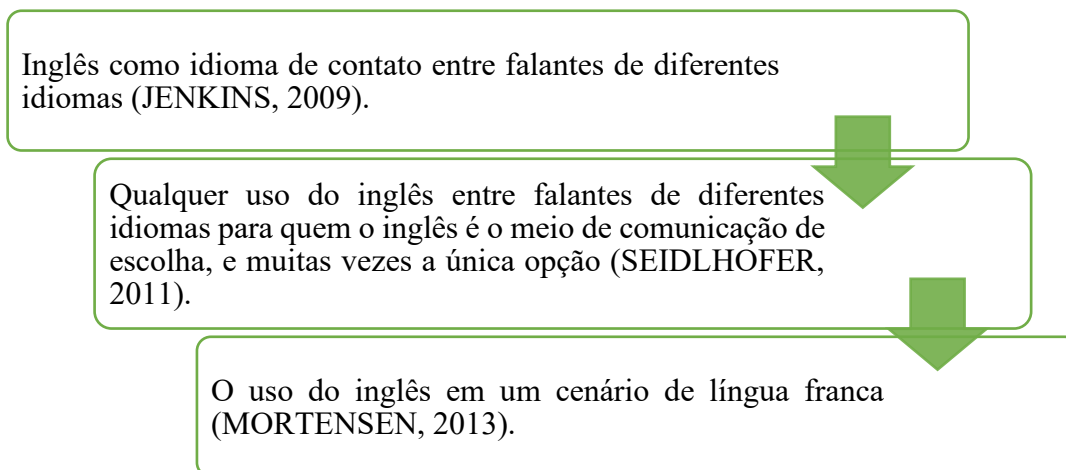 Inglês como idioma de contato entre falantes de diferentes
idiomas (JENKINS, 2009).
Qualquer uso do inglês entre falantes de diferentes
idiomas para quem o inglês é o meio de comunicação de
escolha, e muitas vezes a única opção (SEIDLHOFER,
2011).
O uso do inglês em um cenário de língua franca
(MORTENSEN, 2013).